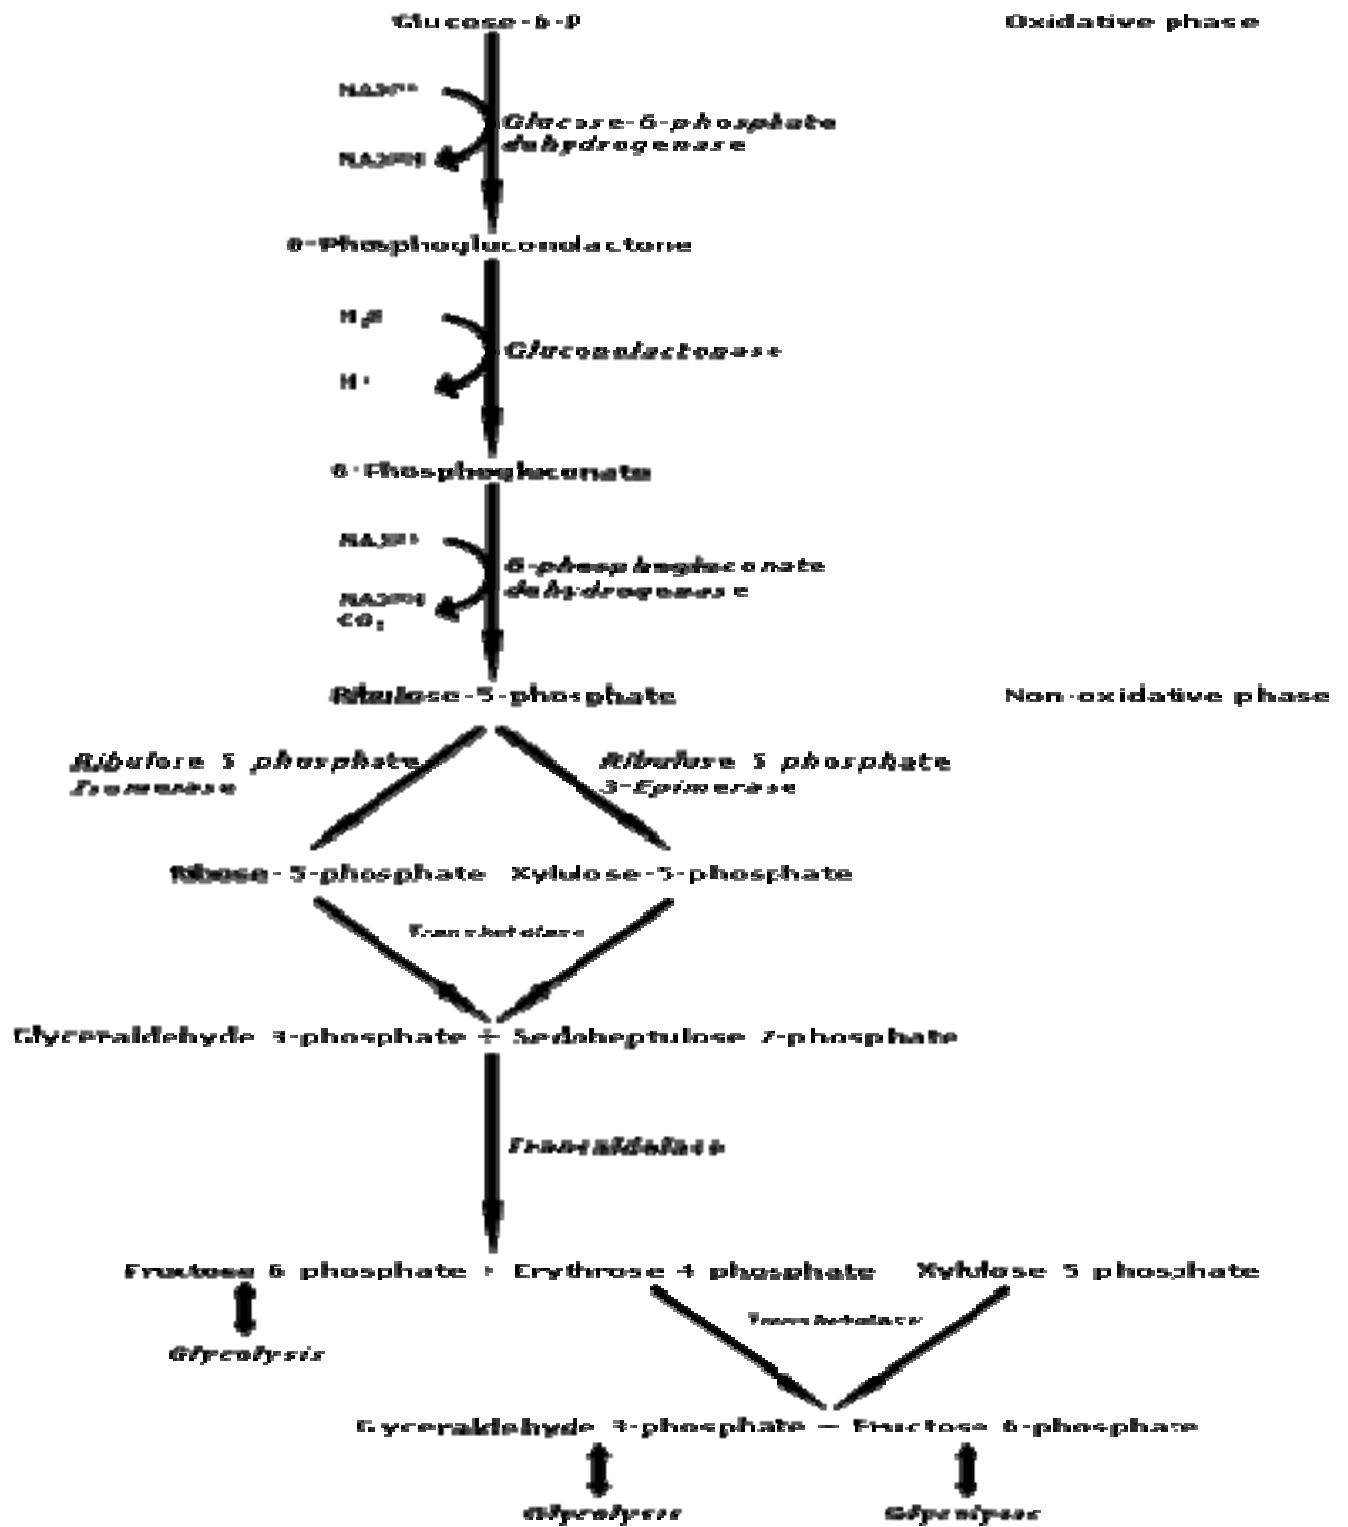 Glucose-6-P
Oxidative phase
NADP+
Glucose-6-phosphate
dehydrogenase
NADPH
6-Phosphogluconolactone
Gluconolactonase
H+
6-Phosphogluconate
NADP+
6-phosphogluconate
dehydrogenase
NADPH
CO₂
Ribulose-5-phosphate
Non-oxidative phase
Ribulose 5 phosphate
Isomerase
Ribulose 5 phosphate
3-Epimerase
Ribose-5-phosphate Xylulose-5-phosphate
Transketolase
Glyceraldehyde 3-phosphate + Sedoheptulose 7-phosphate
Transaldolase
Fructose 6 phosphate + Erythrose 4 phosphate Xylulose 5 phosphate
Transketolase
Glycolysis
Glyceraldehyde 3-phosphate + Fructose 6-phosphate
Glycolysis Glycolysis